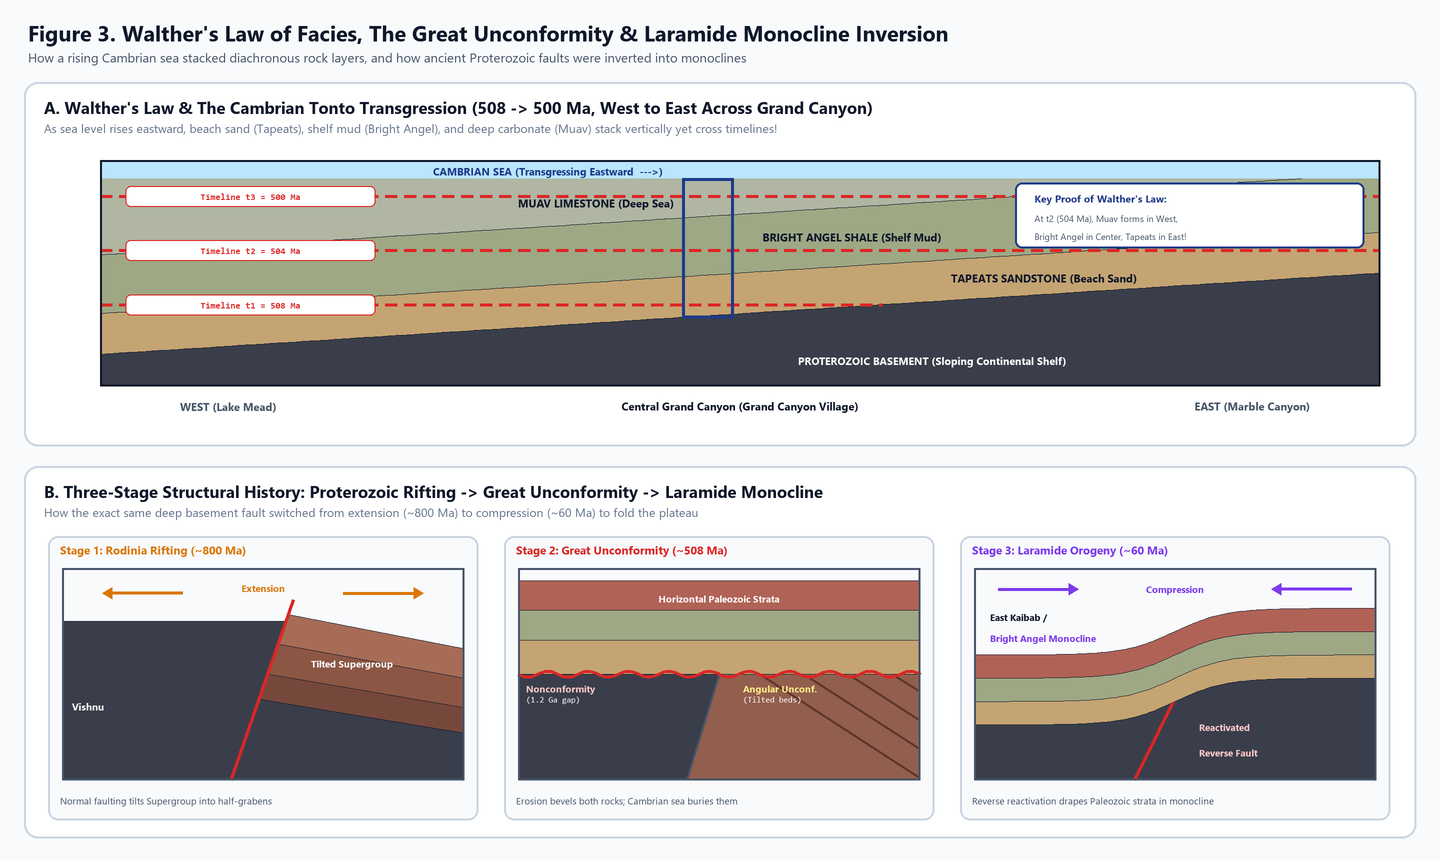 Figure 3. Walther's Law of Facies, The Great Unconformity & Laramide Monocline Inversion
How a rising Cambrian sea stacked diachronous rock layers, and how ancient Proterozoic faults were inverted into monoclines
A. Walther's Law & The Cambrian Tonto Transgression (508 -> 500 Ma, West to East Across Grand Canyon)
As sea level rises eastward, beach sand (Tapeats), shelf mud (Bright Angel), and deep carbonate (Muav) stack vertically yet cross timelines!
CAMBRIAN SEA (Transgressing Eastward --->)
Timeline t3 = 500 Ma
MUAV LIMESTONE (Deep Sea)
Key Proof of Walther's Law:
At t2 (504 Ma), Muav forms in West,
Bright Angel in Center, Tapeats in East!
BRIGHT ANGEL SHALE (Shelf Mud)
Timeline t2 = 504 Ma
TAPEATS SANDSTONE (Beach Sand)
Timeline t1 = 508 Ma
PROTEROZOIC BASEMENT (Sloping Continental Shelf)
WEST (Lake Mead)
Central Grand Canyon (Grand Canyon Village)
EAST (Marble Canyon)
B. Three-Stage Structural History: Proterozoic Rifting -> Great Unconformity -> Laramide Monocline
How the exact same deep basement fault switched from extension (~800 Ma) to compression (~60 Ma) to fold the plateau
Stage 1: Rodinia Rifting (~800 Ma)
Extension
Tilted Supergroup
Vishnu
Normal faulting tilts Supergroup into half-grabens
Stage 2: Great Unconformity (~508 Ma)
Horizontal Paleozoic Strata
Nonconformity
(1.2 Ga gap)
Angular Unconf.
(Tilted beds)
Erosion bevels both rocks; Cambrian sea buries them
Stage 3: Laramide Orogeny (~60 Ma)
Compression
East Kaibab /
Bright Angel Monocline
Reactivated
Reverse Fault
Reverse reactivation drapes Paleozoic strata in monocline